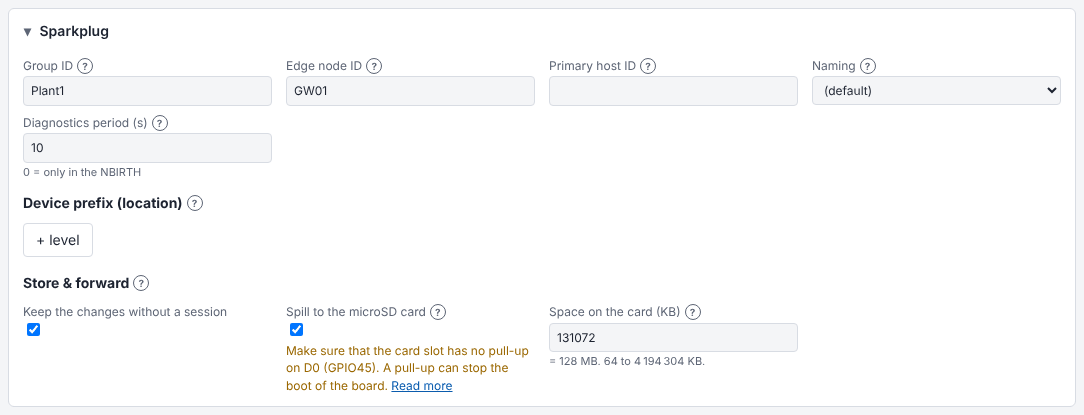 ▼ Sparkplug
Group ID ? Edge node ID ? Primary host ID ? Naming ?
Plant1 GW01 (default)
Diagnostics period (s) ?
10
0 = only in the NBIRTH
Device prefix (location) ?
+ level
Store & forward ?
Keep the changes without a session Spill to the microSD card ? Space on the card (KB) ?
131072
Make sure that the card slot has no pull-up
= 128 MB. 64 to 4 194 304 KB.
on D0 (GPIO45). A pull-up can stop the
boot of the board. Read more